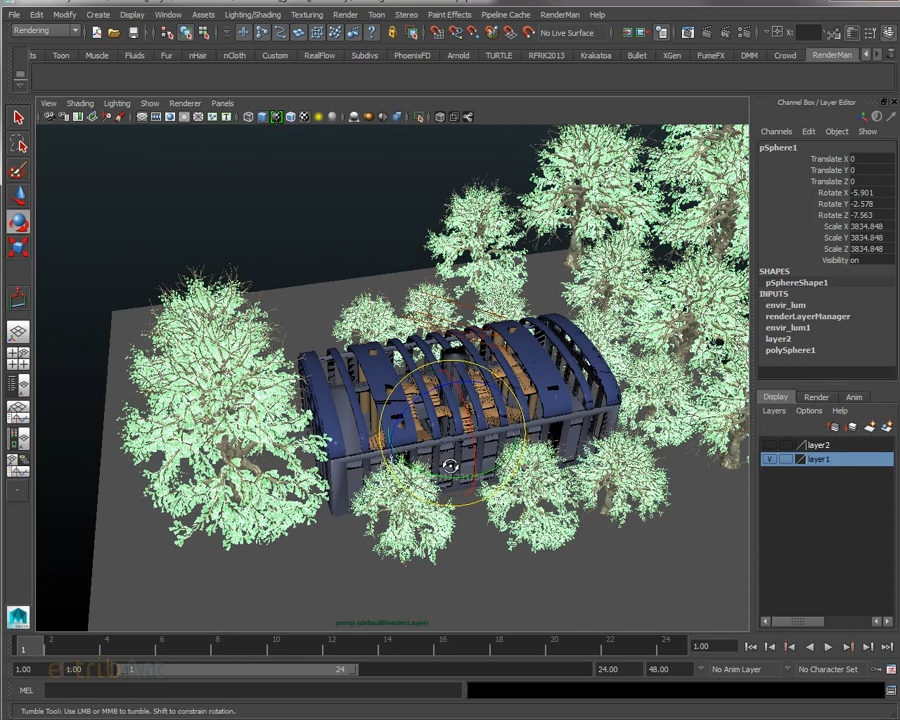 File Edit Modify Create Display Window Assets Lighting/Shading Texturing Render Toon Stereo Paint Effects Pipeline Cache RenderMan Help
Rendering No Live Surface X:
Toon Muscle Fluids Fur nHair nCloth Custom RealFlow Subdivs PhoenixFD Arnold TURTLE RFRK2013 Krakatoa Bullet XGen FumeFX DMM Crowd RenderMan
View Shading Lighting Show Renderer Panels
Channel Box / Layer Editor
Channels Edit Object Show
pSphere1
Translate X 0
Translate Y 0
Translate Z 0
Rotate X -5.901
Rotate Y -2.578
Rotate Z -7.563
Scale X 3834.848
Scale Y 3834.848
Scale Z 3834.848
Visibility on
SHAPES
pSphereShape1
INPUTS
envir_lum
renderLayerManager
envir_lum1
layer2
polySphere1
Display Render Anim
Layers Options Help
layer2
V layer1
persp (defaultRenderLayer)
MAYA
1 2 4 6 8 10 12 14 16 18 20 22 24 1.00
1.00 1.00 1 24 24.00 48.00 No Anim Layer No Character Set
MEL
Tumble Tool: Use LMB or MMB to tumble. Shift to constrain rotation.